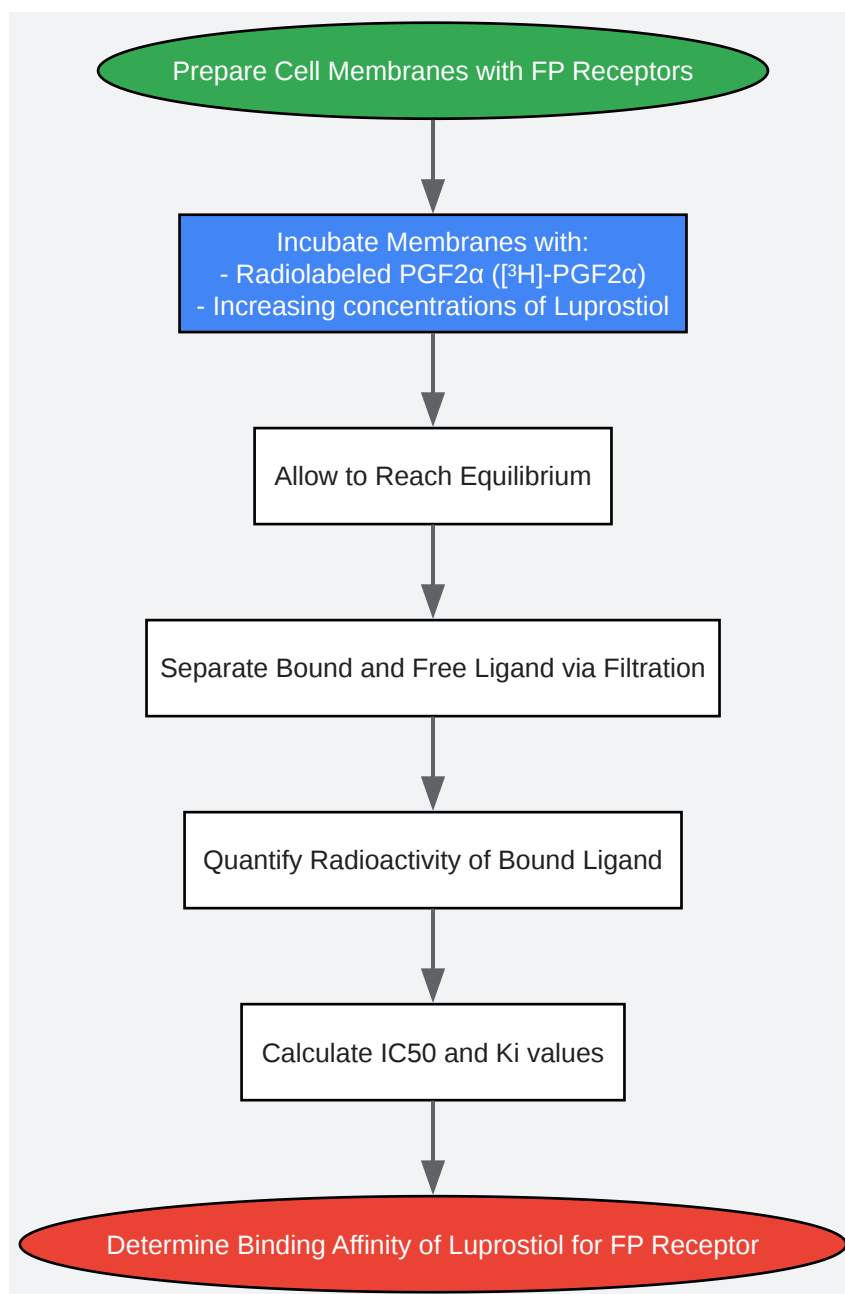 Prepare Cell Membranes with FP Receptors
Incubate Membranes with:
- Radiolabeled PGF2α ([³H]-PGF2α)
- Increasing concentrations of Luprostiol
Allow to Reach Equilibrium
Separate Bound and Free Ligand via Filtration
Quantify Radioactivity of Bound Ligand
Calculate IC50 and Ki values
Determine Binding Affinity of Luprostiol for FP Receptor